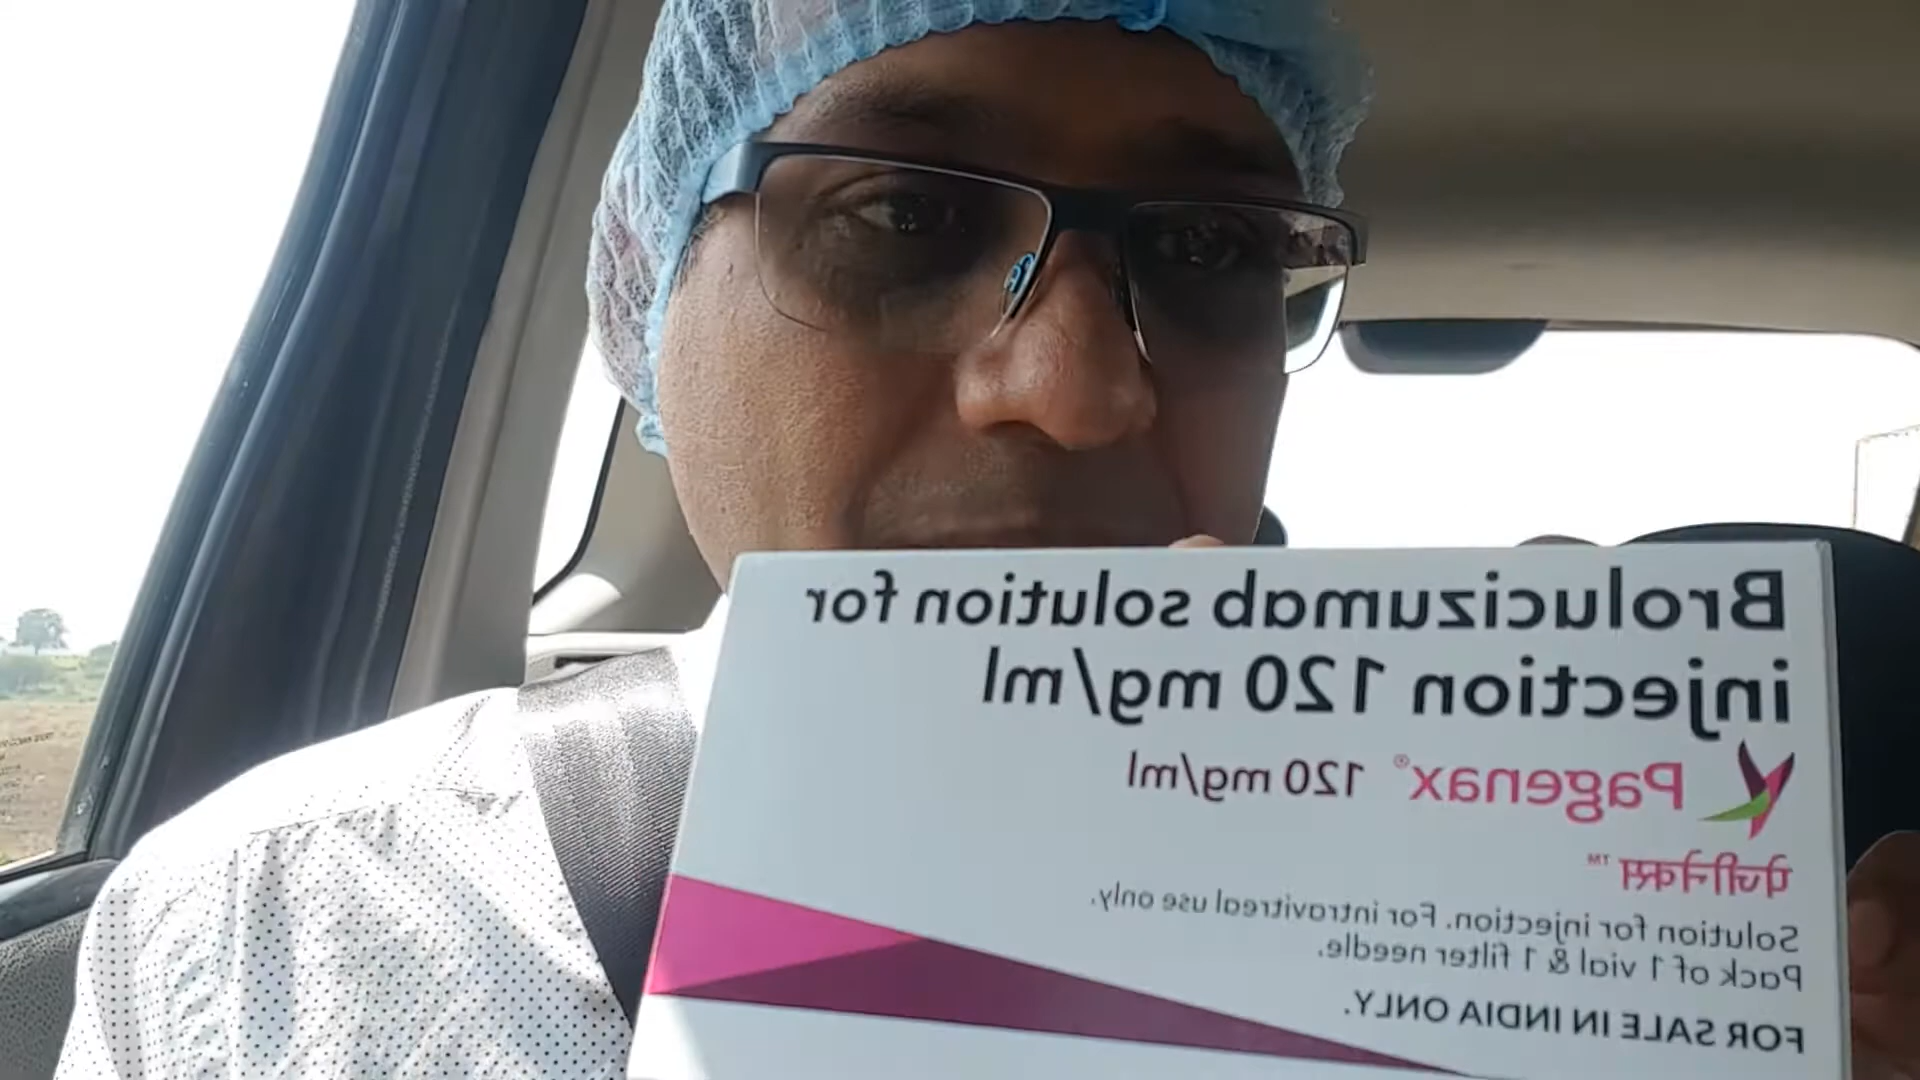 Brolucizumab solution for
injection 120 mg/ml
Pagenax® 120 mg/ml
पेजीनेक्स™
Solution for injection. For intravitreal use only.
Pack of 1 vial & 1 filter needle.
FOR SALE IN INDIA ONLY.